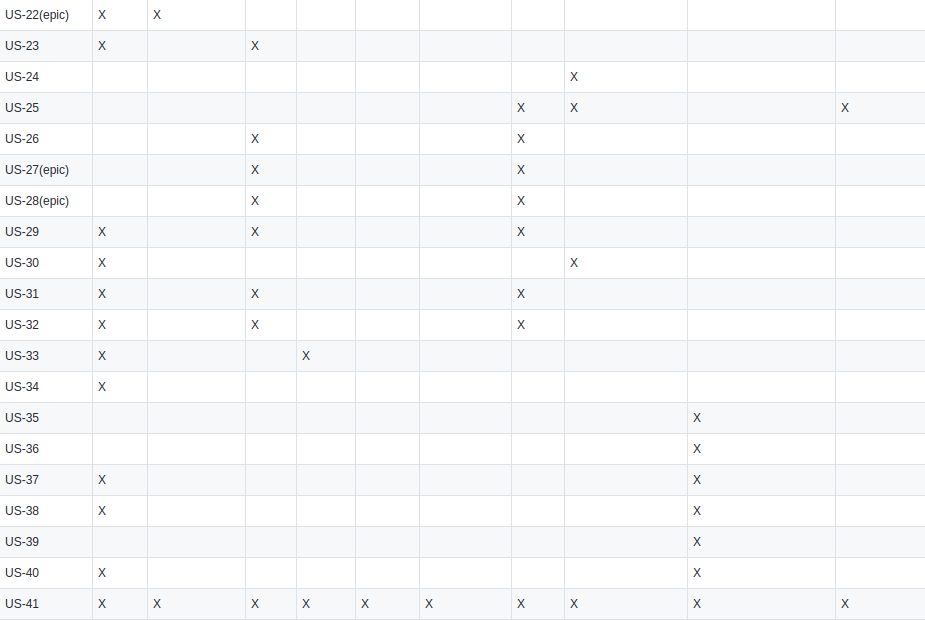 US-22(epic) X X
US-23 X X
US-24 X
US-25 X X X
US-26 X X
US-27(epic) X X
US-28(epic) X X
US-29 X X X
US-30 X X
US-31 X X X
US-32 X X X
US-33 X X
US-34 X
US-35 X
US-36 X
US-37 X X
US-38 X X
US-39 X
US-40 X X
US-41 X X X X X X X X X X